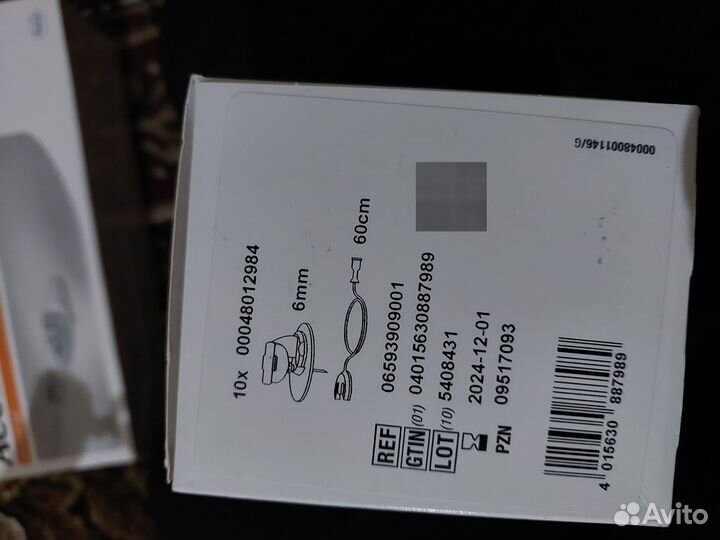 10x 00048012984
6mm
60cm
REF 06593909001
GTIN(01) 04015630887989
LOT(10) 5408431
2024-12-01
PZN 09517093
4 015630 887989
00048001146/G
Avito